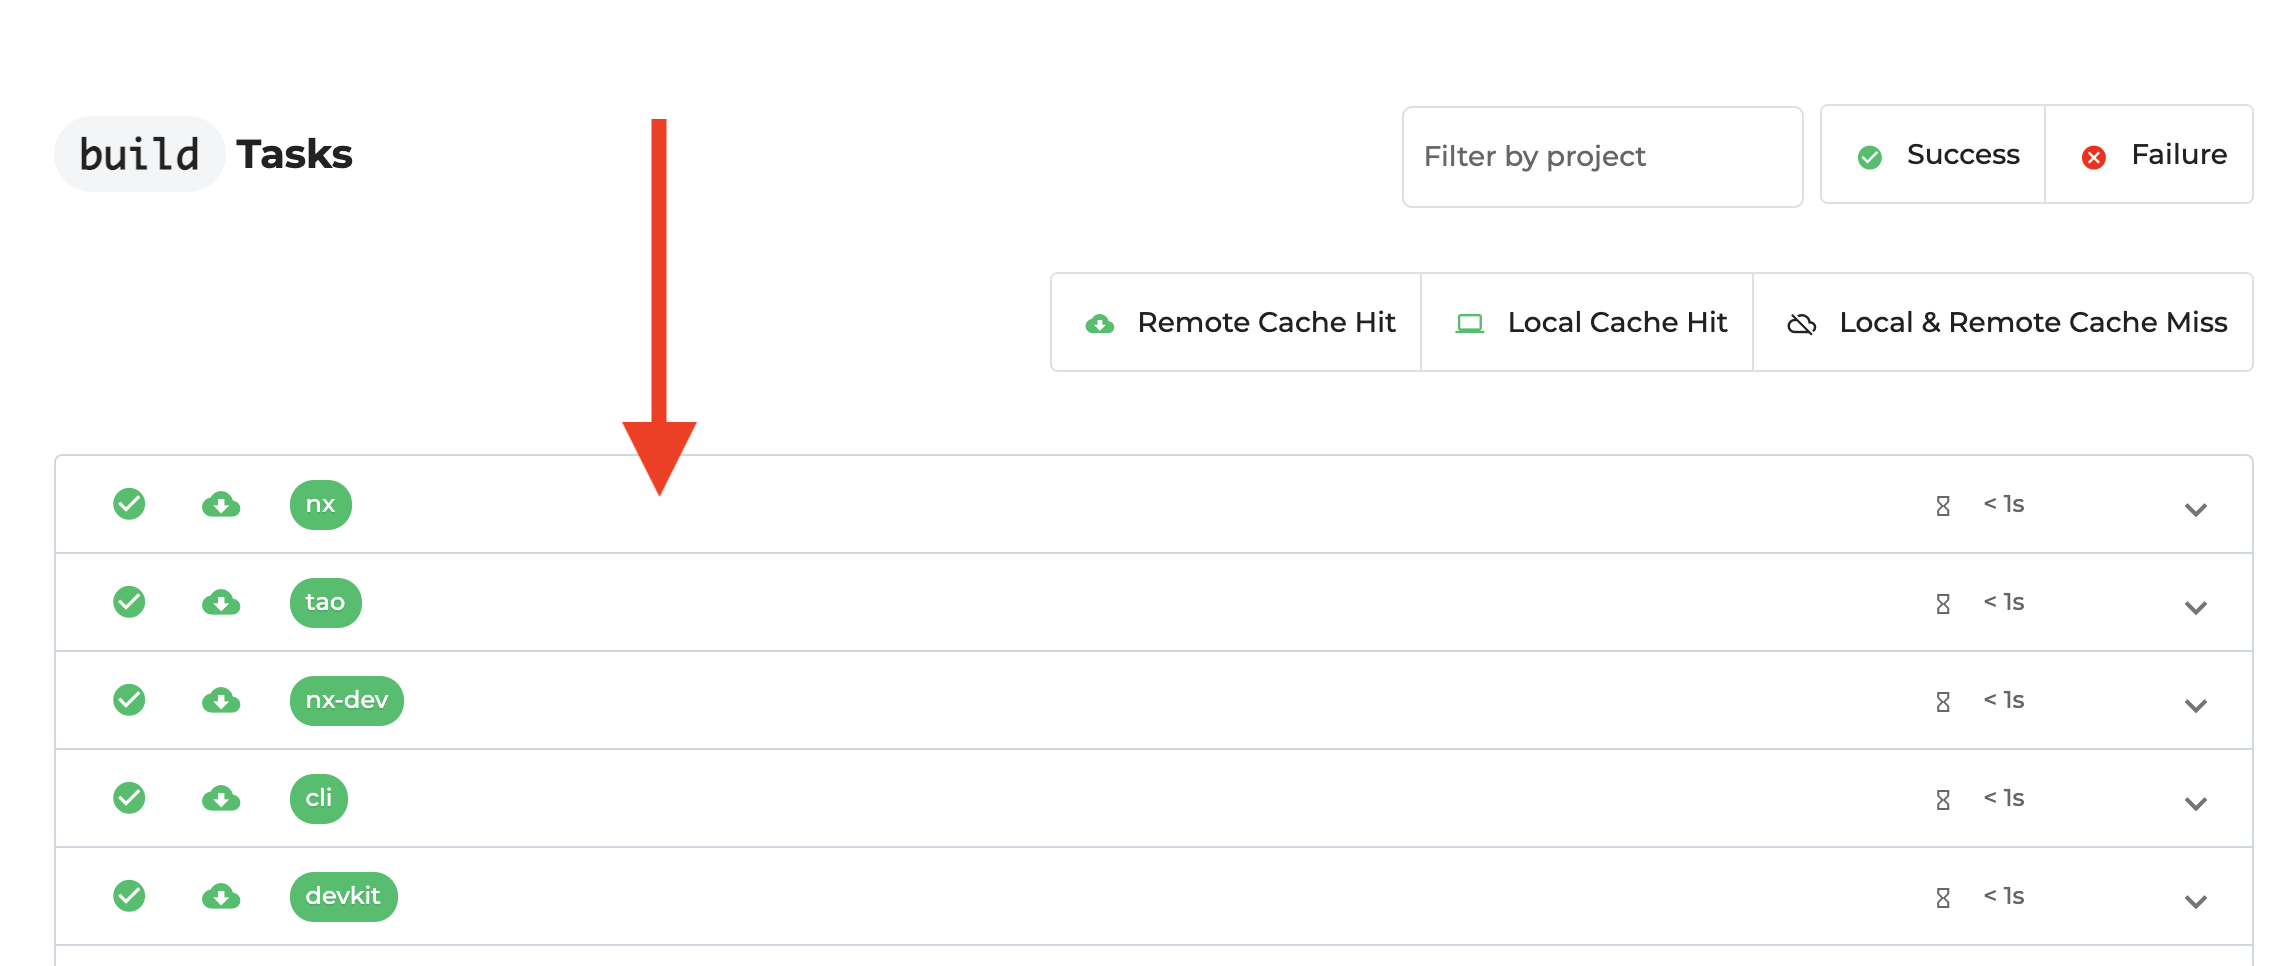 build Tasks
Filter by project
Success
Failure
Remote Cache Hit
Local Cache Hit
Local & Remote Cache Miss
nx
< 1s
tao
< 1s
nx-dev
< 1s
cli
< 1s
devkit
< 1s